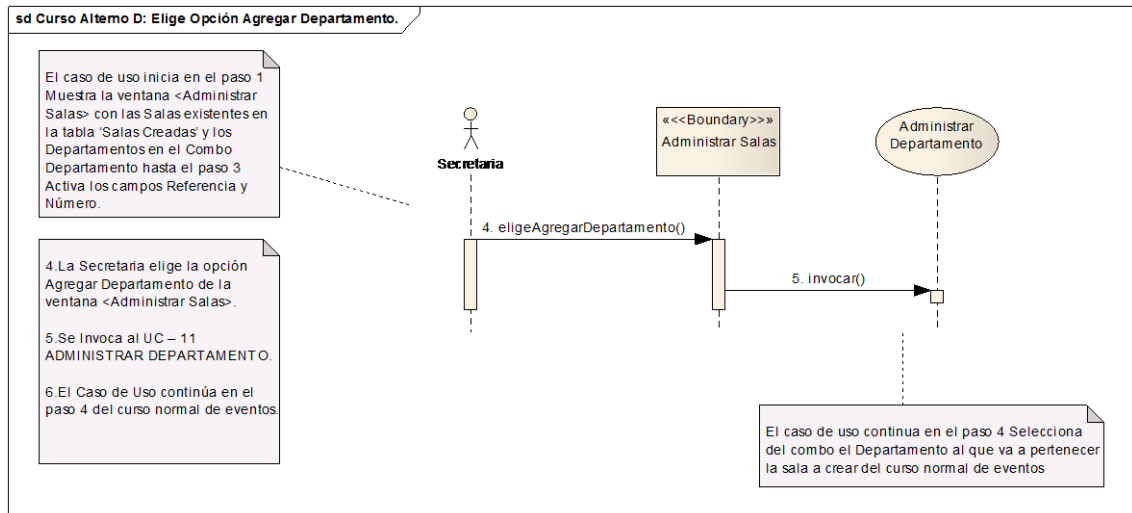 sd Curso Alterno D: Elige Opción Agregar Departamento.
El caso de uso inicia en el paso 1
Muestra la ventana <Administrar
Salas> con las Salas existentes en
la tabla ‘Salas Creadas’ y los
Departamentos en el Combo
Departamento hasta el paso 3
Activa los campos Referencia y
Número.
Secretaria
«<<Boundary>>»
Administrar Salas
Administrar
Departamento
4. eligeAgregarDepartamento()
5. invocar()
4.La Secretaria elige la opción
Agregar Departamento de la
ventana <Administrar Salas>.
5.Se Invoca al UC – 11
ADMINISTRAR DEPARTAMENTO.
6.El Caso de Uso continúa en el
paso 4 del curso normal de eventos.
El caso de uso continua en el paso 4 Selecciona
del combo el Departamento al que va a pertenecer
la sala a crear del curso normal de eventos